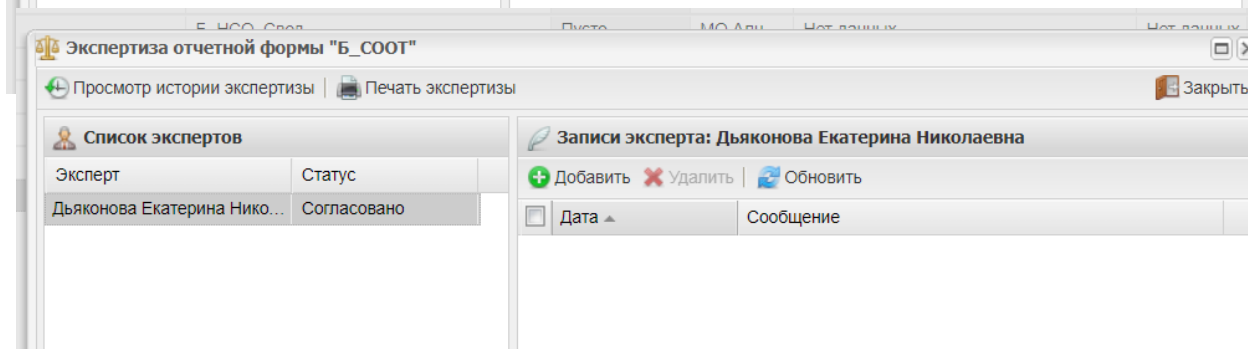 Экспертиза отчетной формы "Б_СООТ"
Просмотр истории экспертизы Печать экспертизы Закрыть
Список экспертов
Эксперт Статус
Дьяконова Екатерина Нико... Согласовано
Записи эксперта: Дьяконова Екатерина Николаевна
Добавить Удалить Обновить
Дата Сообщение